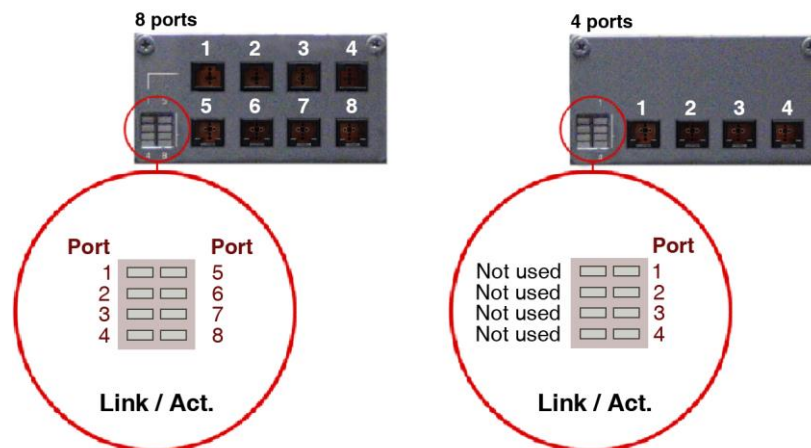 8 ports
1 2 3 4
5 6 7 8
Port Port
1 5
2 6
3 7
4 8
Link / Act.
4 ports
1 2 3 4
Port
Not used 1
Not used 2
Not used 3
Not used 4
Link / Act.